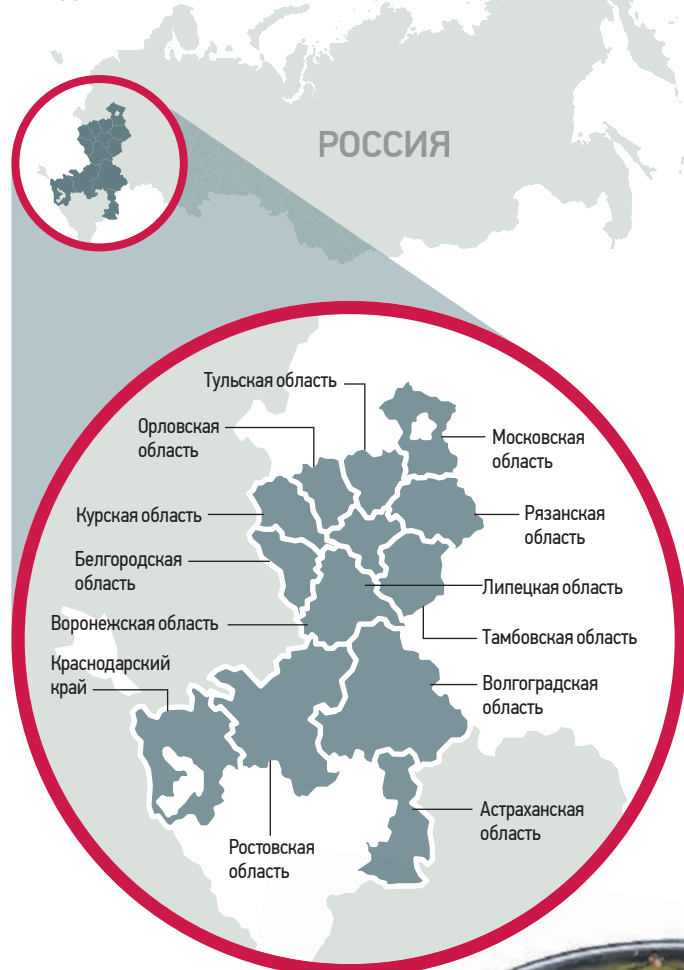 РОССИЯ
Тульская область
Орловская
область
Московская
область
Курская область
Рязанская
область
Белгородская
область
Липецкая область
Воронежская область
Тамбовская область
Краснодарский
край
Волгоградская
область
Астраханская
область
Ростовская
область